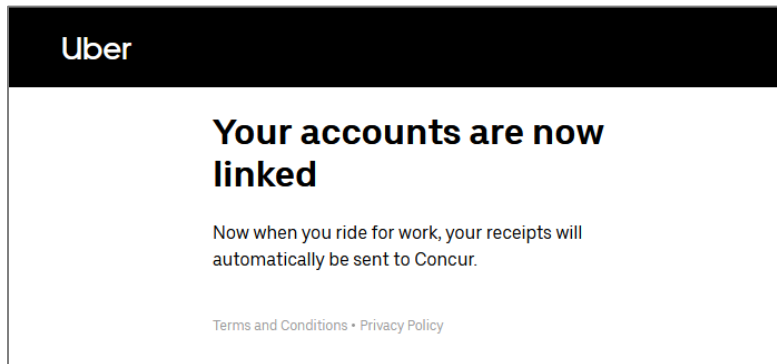 Uber
Your accounts are now
linked
Now when you ride for work, your receipts will
automatically be sent to Concur.
Terms and Conditions • Privacy Policy